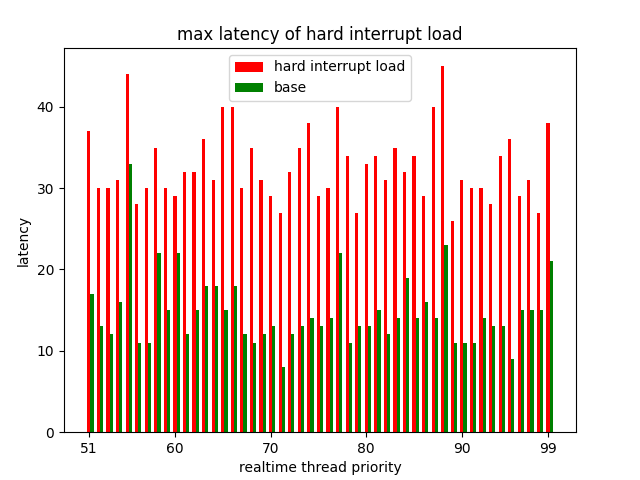 max latency of hard interrupt load
hard interrupt load
base
40
30
20
10
0
latency
51 60 70 80 90 99
realtime thread priority